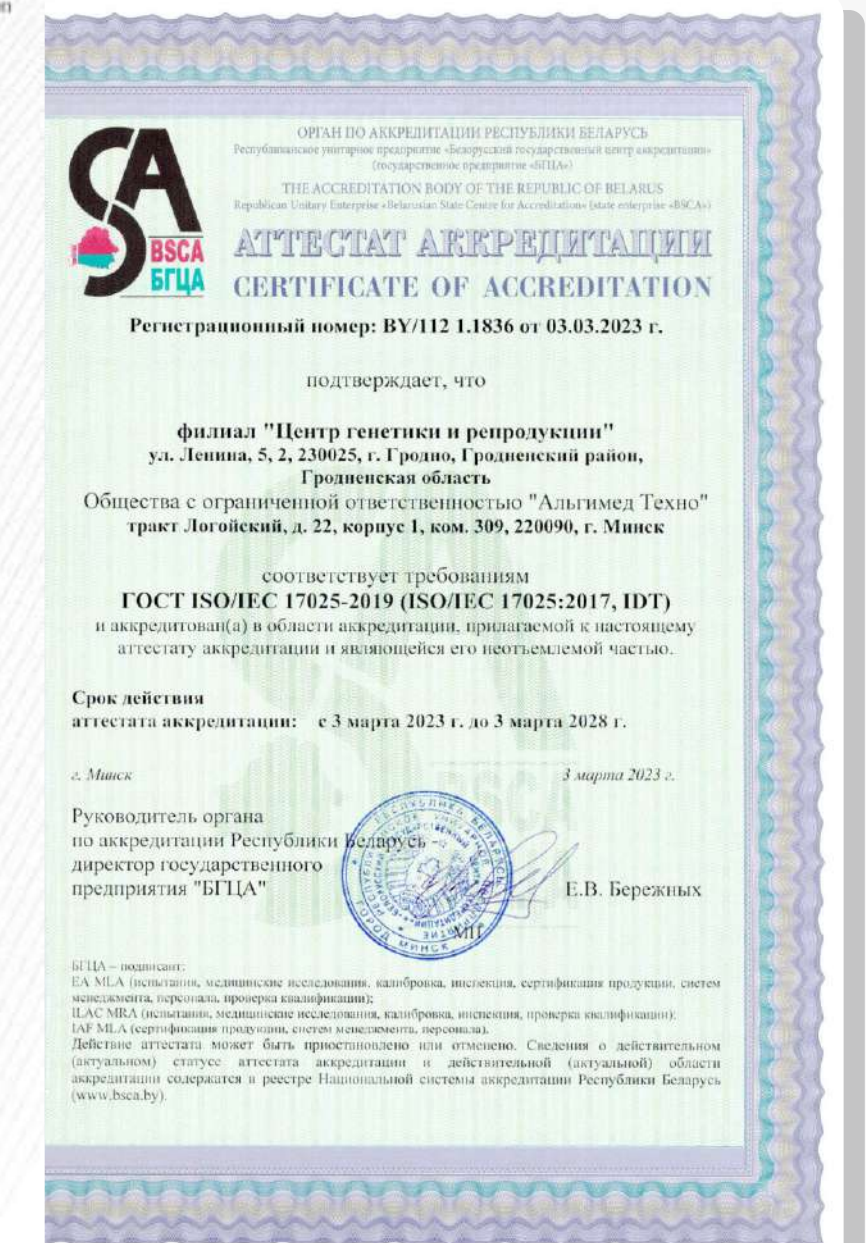 ОРГАН ПО АККРЕДИТАЦИИ РЕСПУБЛИКИ БЕЛАРУСЬ
Республиканское унитарное предприятие «Белорусский государственный центр аккредитации»
(государственное предприятие «БГЦА»)
THE ACCREDITATION BODY OF THE REPUBLIC OF BELARUS
Republican Unitary Enterprise «Belarusian State Centre for Accreditation» (state enterprise «BSCA»)
BSCA
БГЦА
АТТЕСТАТ АККРЕДИТАЦИИ
CERTIFICATE OF ACCREDITATION
Регистрационный номер: BY/112 1.1836 от 03.03.2023 г.
подтверждает, что
филиал "Центр генетики и репродукции"
ул. Ленина, 5, 2, 230025, г. Гродно, Гродненский район,
Гродненская область
Общества с ограниченной ответственностью "Альгимед Техно"
тракт Логойский, д. 22, корпус 1, ком. 309, 220090, г. Минск
соответствует требованиям
ГОСТ ISO/IEC 17025-2019 (ISO/IEC 17025:2017, IDT)
и аккредитован(а) в области аккредитации, прилагаемой к настоящему
аттестату аккредитации и являющейся его неотъемлемой частью.
Срок действия
аттестата аккредитации: с 3 марта 2023 г. до 3 марта 2028 г.
г. Минск 3 марта 2023 г.
Руководитель органа
по аккредитации Республики Беларусь –
директор государственного
предприятия "БГЦА" Е.В. Бережных
МП
БГЦА – подписант:
EA MLA (испытания, медицинские исследования, калибровка, инспекция, сертификация продукции, систем
менеджмента, персонала, проверка квалификации);
ILAC MRA (испытания, медицинские исследования, калибровка, инспекция, проверка квалификации);
IAF MLA (сертификация продукции, систем менеджмента, персонала).
Действие аттестата может быть приостановлено или отменено. Сведения о действительном
(актуальном) статусе аттестата аккредитации и действительной (актуальной) области
аккредитации содержатся в реестре Национальной системы аккредитации Республики Беларусь
(www.bsca.by).